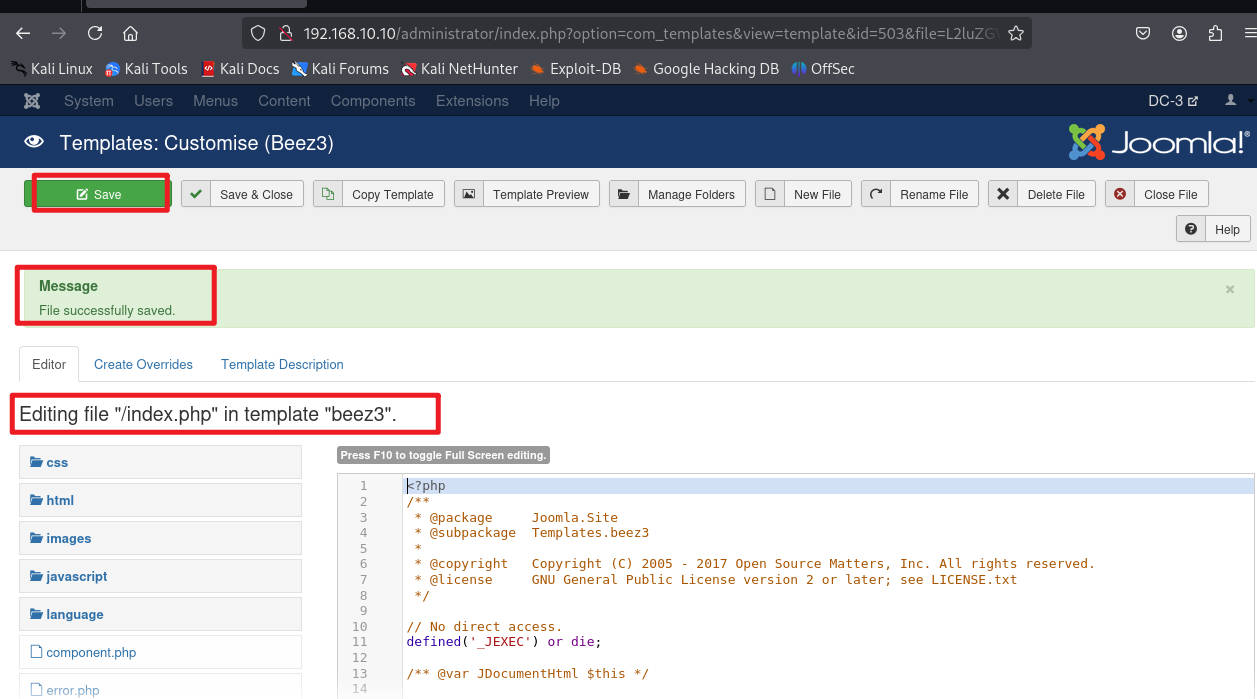 192.168.10.10/administrator/index.php?option=com_templates&view=template&id=503&file=L2luZG
Kali Linux Kali Tools Kali Docs Kali Forums Kali NetHunter Exploit-DB Google Hacking DB OffSec
System Users Menus Content Components Extensions Help DC-3
Templates: Customise (Beez3) Joomla!®
Save Save & Close Copy Template Template Preview Manage Folders New File Rename File Delete File Close File
Help
Message
File successfully saved.
Editor Create Overrides Template Description
Editing file "/index.php" in template "beez3".
css
html
images
javascript
language
component.php
error.php
Press F10 to toggle Full Screen editing.
1 <?php
2 /**
3 * @package Joomla.Site
4 * @subpackage Templates.beez3
5 *
6 * @copyright Copyright (C) 2005 - 2017 Open Source Matters, Inc. All rights reserved.
7 * @license GNU General Public License version 2 or later; see LICENSE.txt
8 */
9
10 // No direct access.
11 defined('_JEXEC') or die;
12
13 /** @var JDocumentHtml $this */
14